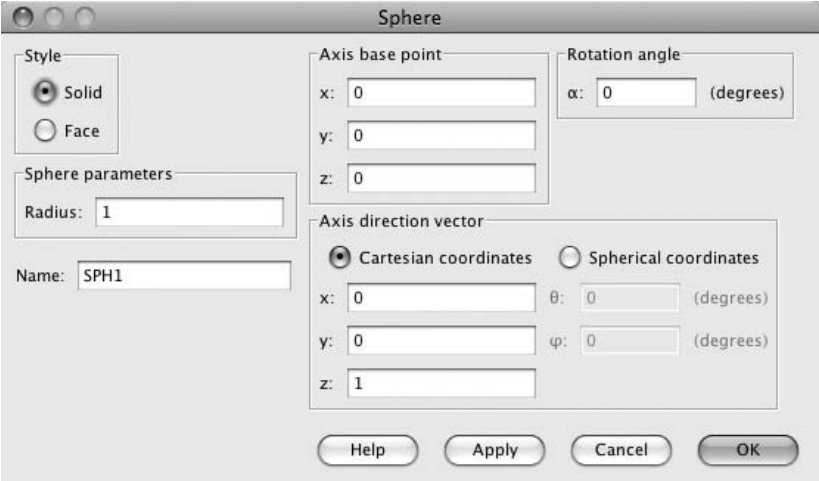 Sphere
Style
Solid
Face
Sphere parameters
Radius: 1
Name: SPH1
Axis base point
x: 0
y: 0
z: 0
Rotation angle
α: 0 (degrees)
Axis direction vector
Cartesian coordinates Spherical coordinates
x: 0 θ: 0 (degrees)
y: 0 φ: 0 (degrees)
z: 1
Help Apply Cancel OK